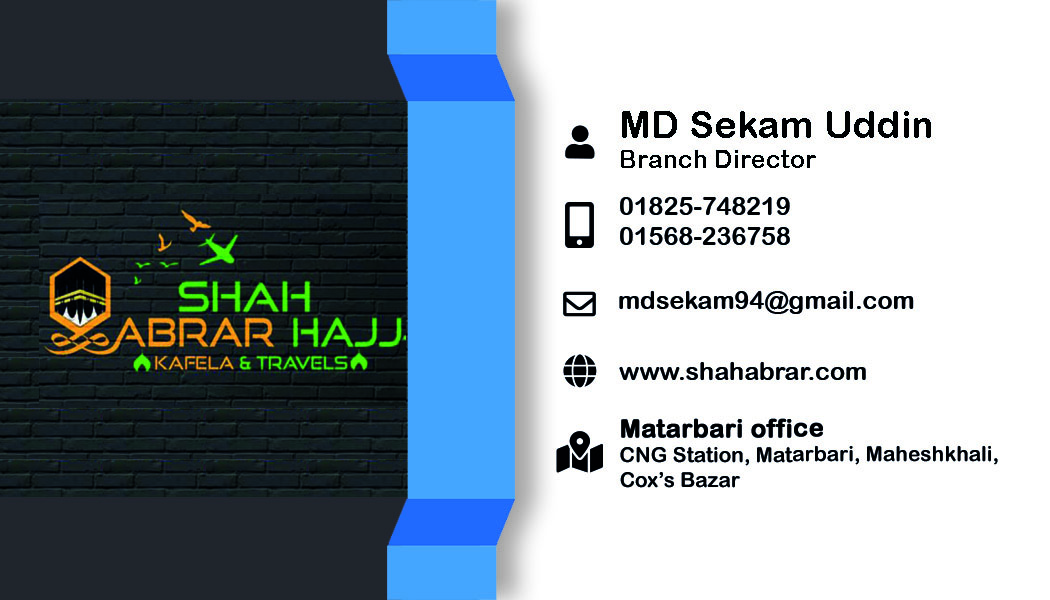 SHAH
ABRAR HAJJ
KAFELA & TRAVELS
MD Sekam Uddin
Branch Director
01825-748219
01568-236758
mdsekam94@gmail.com
www.shahabrar.com
Matarbari office
CNG Station, Matarbari, Maheshkhali,
Cox's Bazar